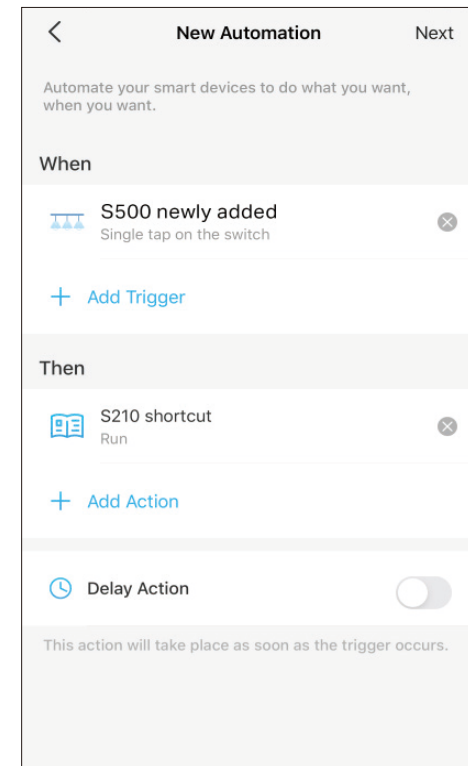 New Automation Next
Automate your smart devices to do what you want,
when you want.
When
S500 newly added
Single tap on the switch
Add Trigger
Then
S210 shortcut
Run
Add Action
Delay Action
This action will take place as soon as the trigger occurs.